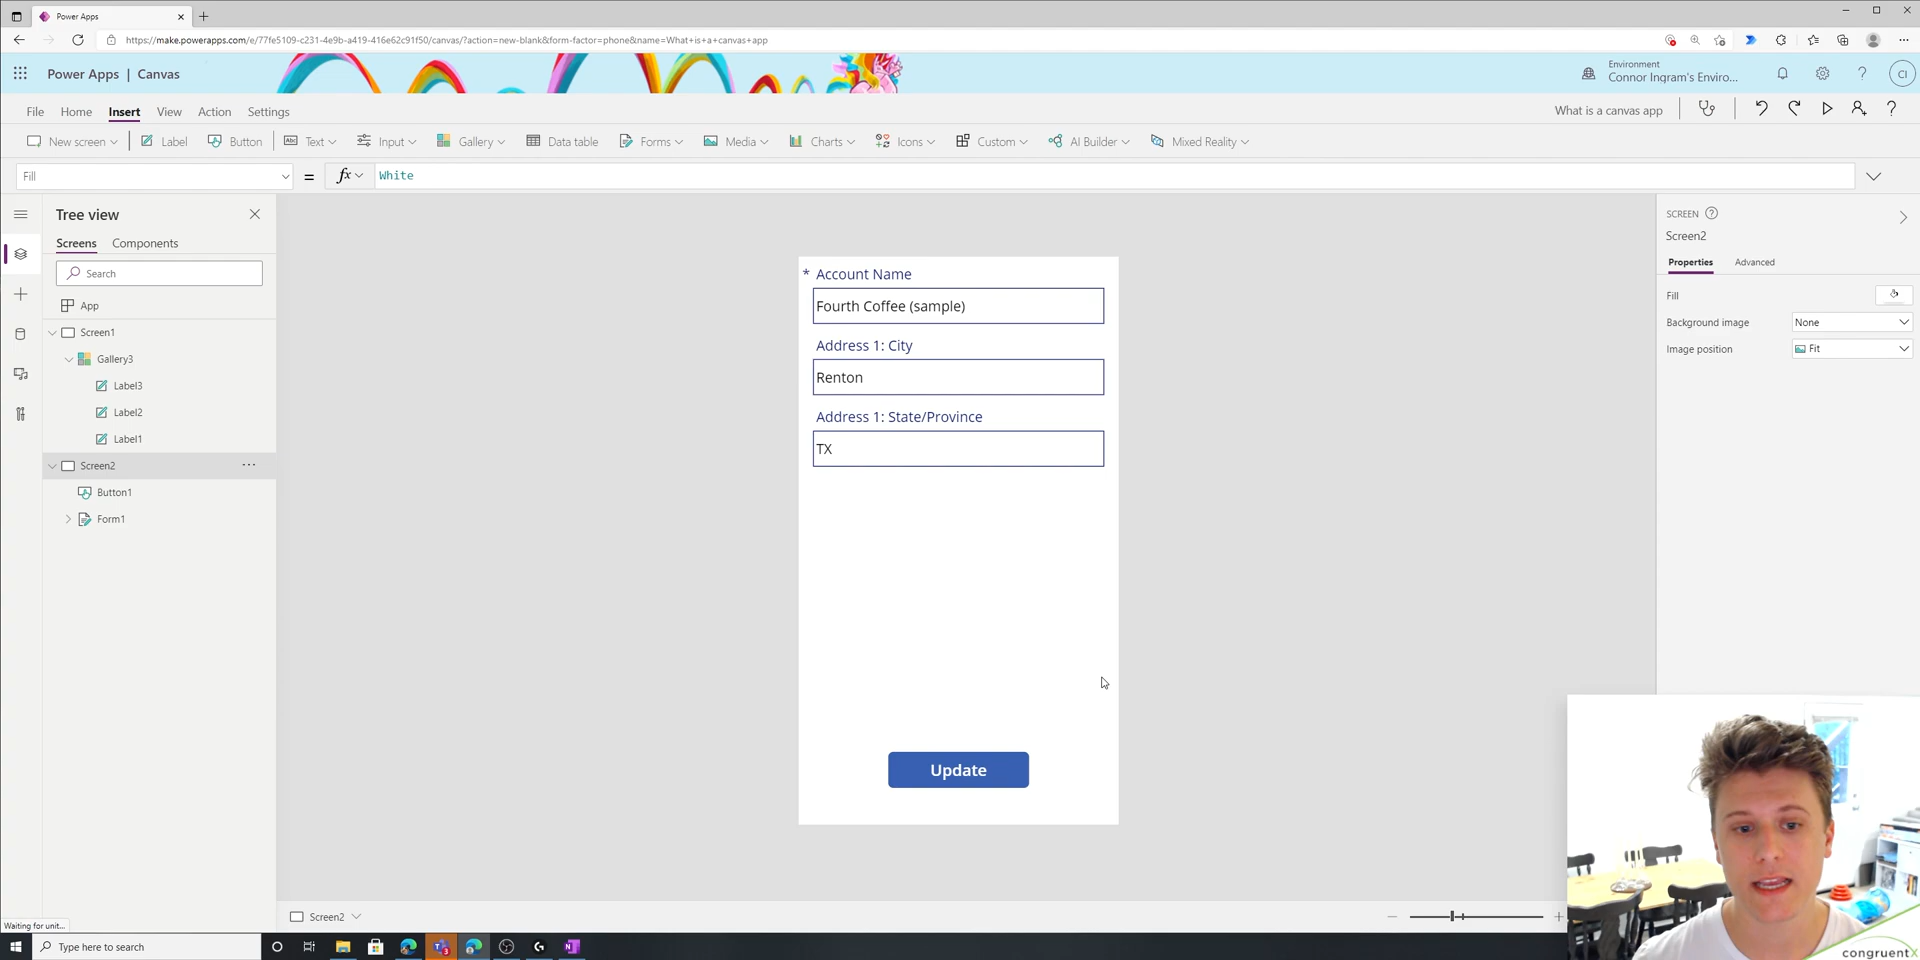 Power Apps
https://make.powerapps.com/e/77fe5109-c231-4e9b-a419-416e62c91f50/canvas/?action=new-blank&form-factor=phone&name=What+is+a+canvas+app
Power Apps | Canvas
Environment
Connor Ingram's Enviro...
CI
File Home Insert View Action Settings
What is a canvas app
New screen Label Button Text Input Gallery Data table Forms Media Charts Icons Custom AI Builder Mixed Reality
Fill = fx White
Tree view
Screens Components
Search
App
Screen1
Gallery3
Label3
Label2
Label1
Screen2
Button1
Form1
* Account Name
Fourth Coffee (sample)
Address 1: City
Renton
Address 1: State/Province
TX
Update
SCREEN
Screen2
Properties Advanced
Fill
Background image None
Image position Fit
Screen2
Waiting for unit...
Type here to search
congruentX